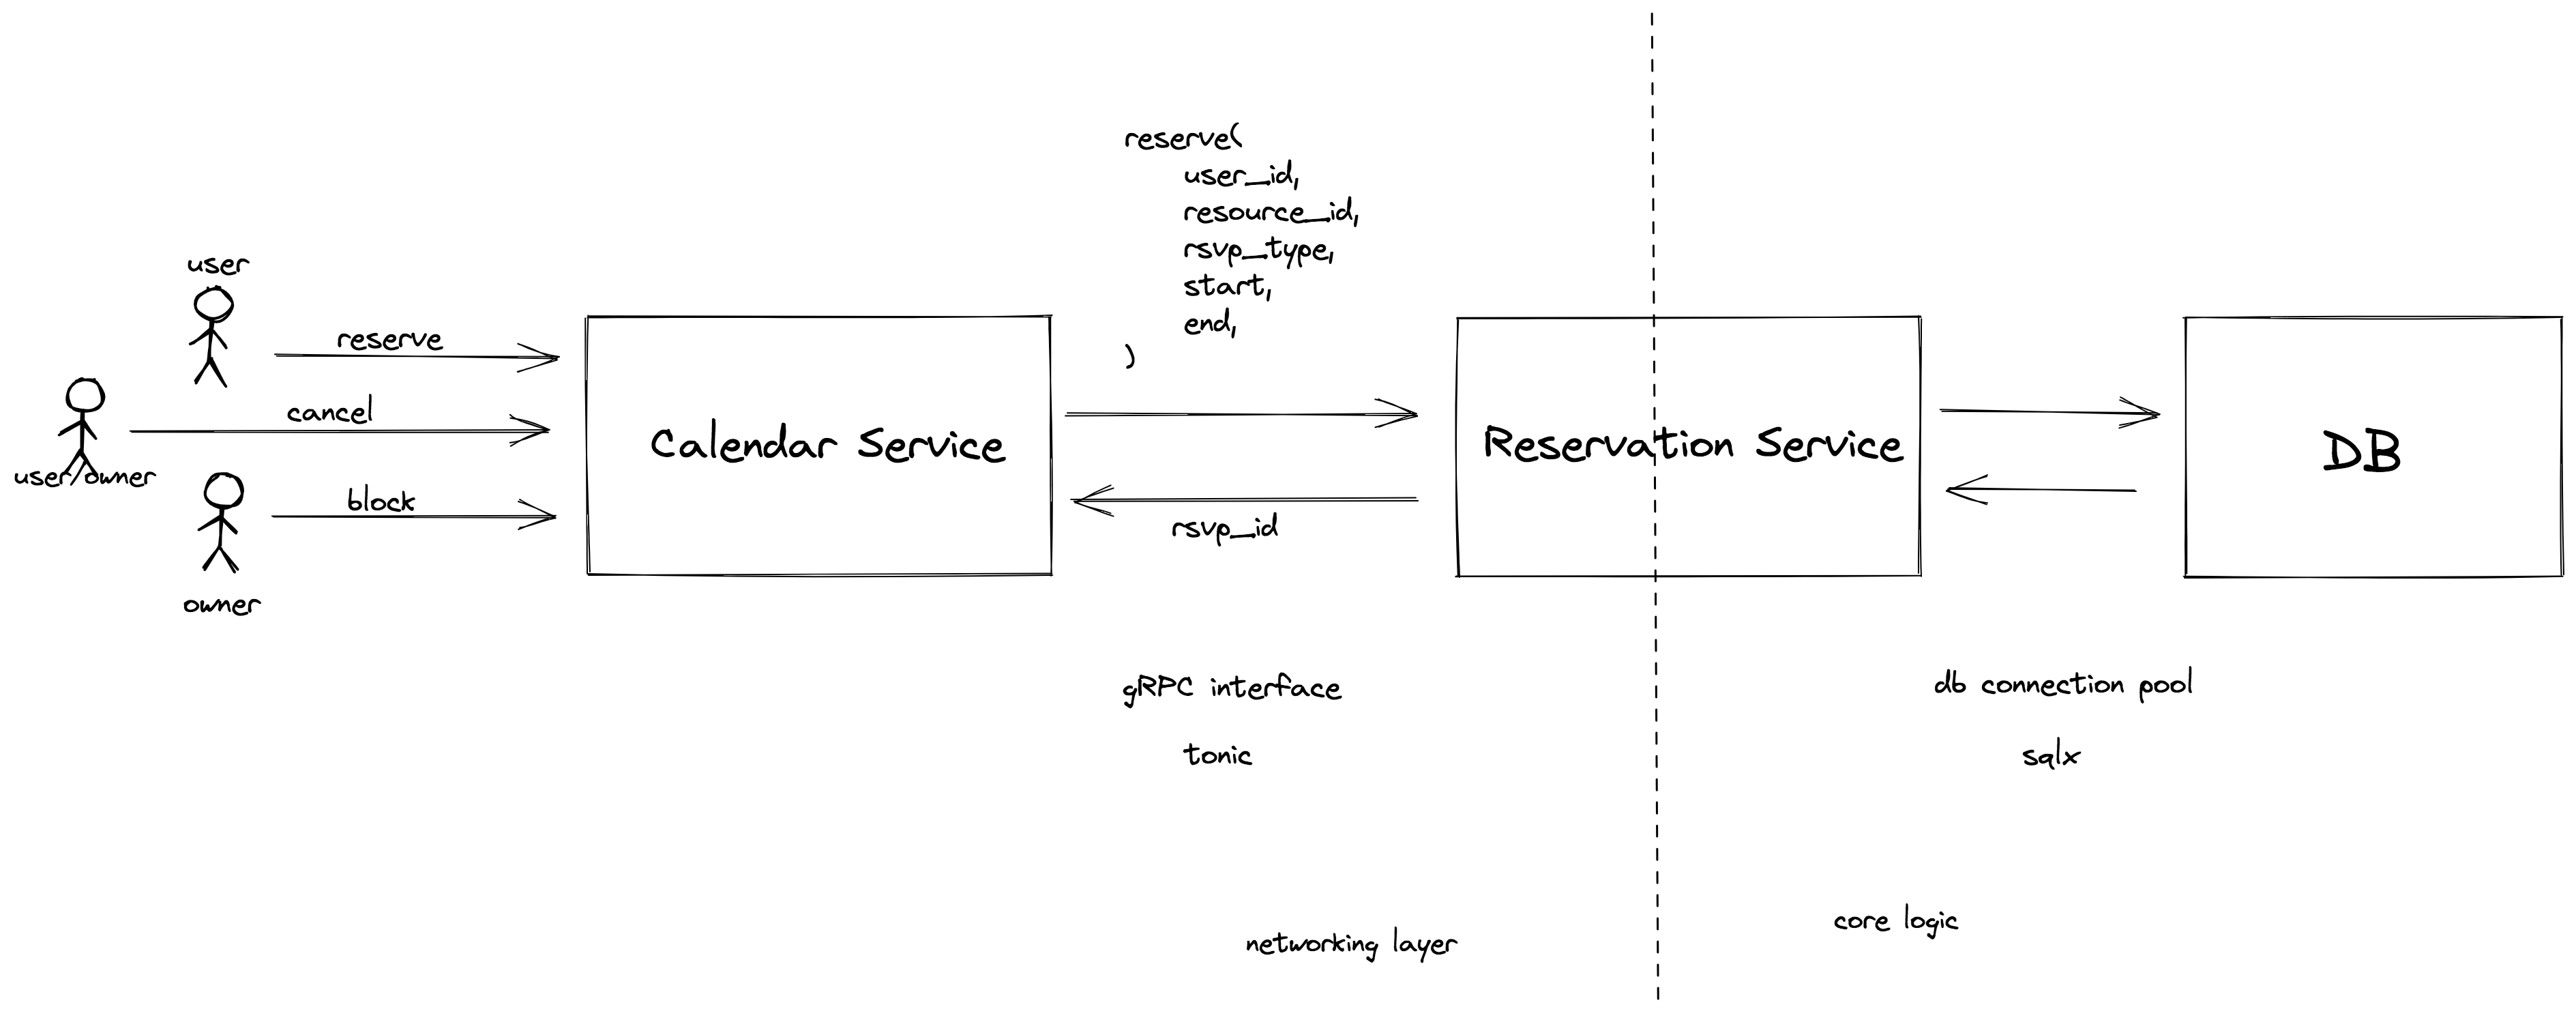 user
reserve
cancel
user/owner
block
owner
Calendar Service
reserve(
user_id,
resource_id,
rsvp_type,
start,
end,
)
rsvp_id
Reservation Service
DB
gRPC interface
tonic
db connection pool
sqlx
networking layer
core logic